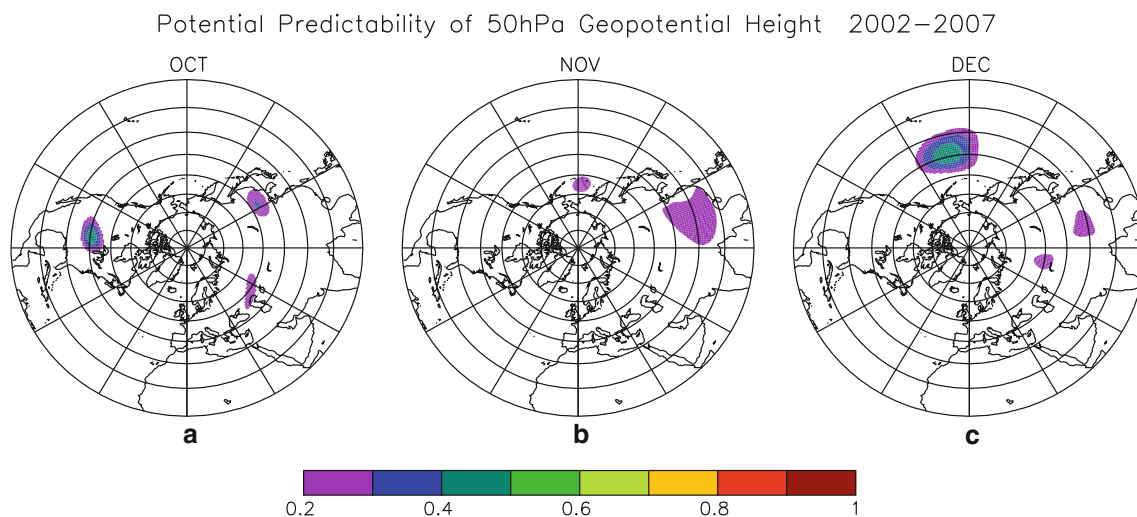 Potential Predictability of 50hPa Geopotential Height 2002−2007
OCT NOV DEC
a b c
0.2 0.4 0.6 0.8 1